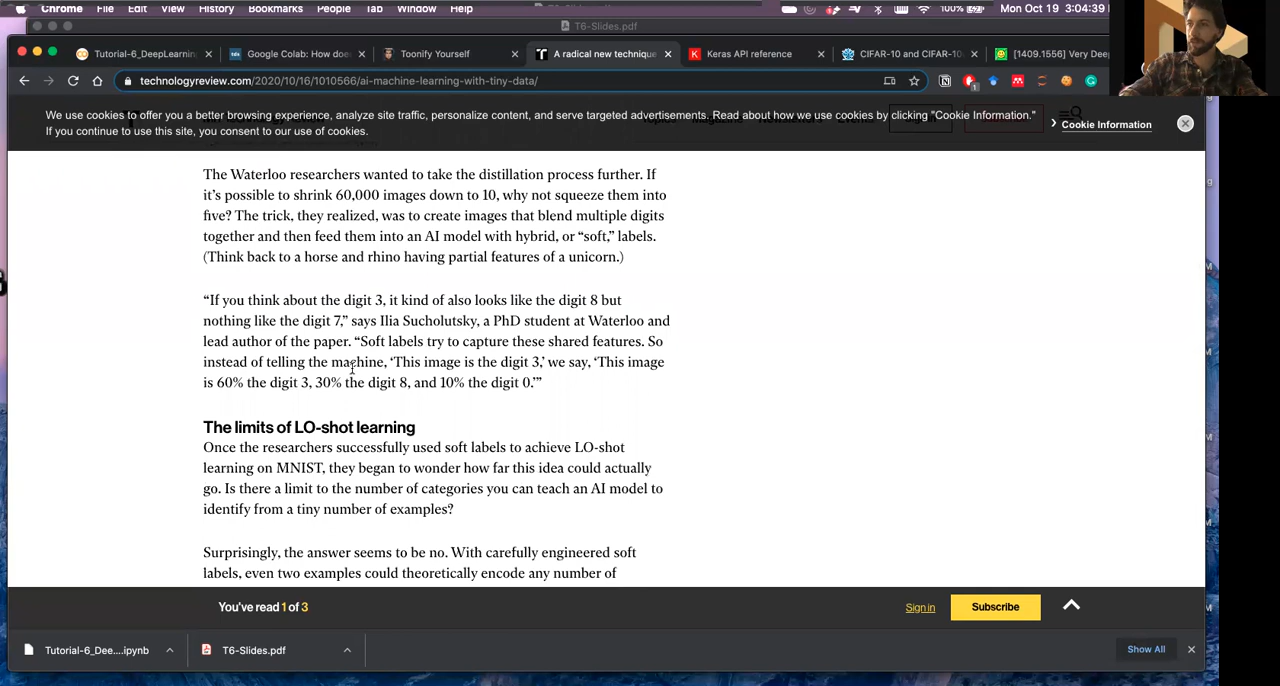 Chrome File Edit View History Bookmarks People Tab Window Help 100% Mon Oct 19 3:04:39
T6-Slides.pdf
Tutorial-6_DeepLearnin
Google Colab: How doe
Toonify Yourself
A radical new technique
Keras API reference
CIFAR-10 and CIFAR-10
[1409.1556] Very Deep
technologyreview.com/2020/10/16/1010566/ai-machine-learning-with-tiny-data/
We use cookies to offer you a better browsing experience, analyze site traffic, personalize content, and serve targeted advertisements. Read about how we use cookies by clicking "Cookie Information."
If you continue to use this site, you consent to our use of cookies.
Cookie Information
The Waterloo researchers wanted to take the distillation process further. If
it’s possible to shrink 60,000 images down to 10, why not squeeze them into
five? The trick, they realized, was to create images that blend multiple digits
together and then feed them into an AI model with hybrid, or “soft,” labels.
(Think back to a horse and rhino having partial features of a unicorn.)
“If you think about the digit 3, it kind of also looks like the digit 8 but
nothing like the digit 7,” says Ilia Sucholutsky, a PhD student at Waterloo and
lead author of the paper. “Soft labels try to capture these shared features. So
instead of telling the machine, ‘This image is the digit 3,’ we say, ‘This image
is 60% the digit 3, 30% the digit 8, and 10% the digit 0.’”
The limits of LO-shot learning
Once the researchers successfully used soft labels to achieve LO-shot
learning on MNIST, they began to wonder how far this idea could actually
go. Is there a limit to the number of categories you can teach an AI model to
identify from a tiny number of examples?
Surprisingly, the answer seems to be no. With carefully engineered soft
labels, even two examples could theoretically encode any number of
You’ve read 1 of 3
Sign in
Subscribe
Tutorial-6_Dee....ipynb
T6-Slides.pdf
Show All